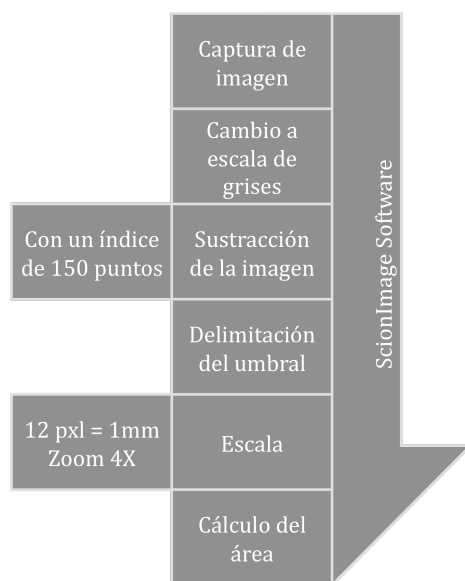 Captura de
imagen
Cambio a
escala de
grises
Con un índice
de 150 puntos
Sustracción
de la imagen
Delimitación
del umbral
12 pxl = 1mm
Zoom 4X
Escala
Cálculo del
área
ScionImage Software